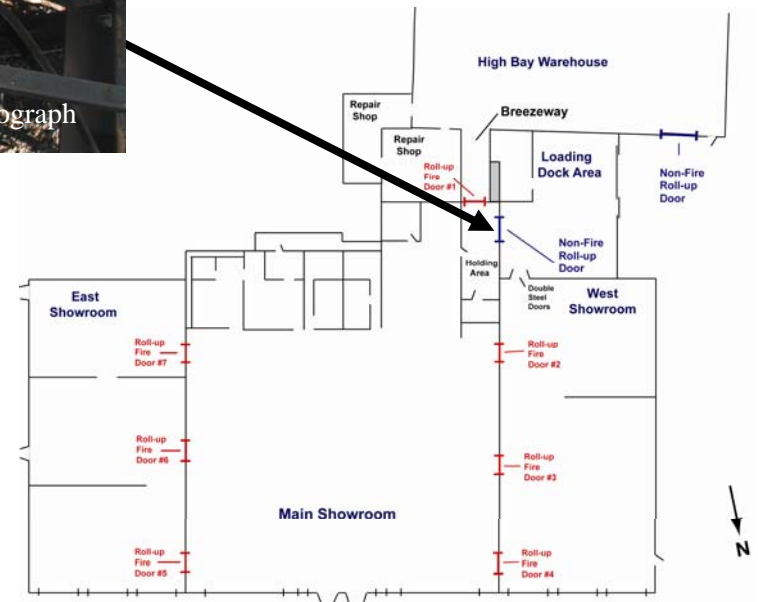 ograph
High Bay Warehouse
Repair
Shop
Breezeway
Repair
Shop
Loading
Dock Area
Roll-up
Fire
Door #1
Non-Fire
Roll-up
Door
Non-Fire
Roll-up
Door
Holding
Area
Double
Steel
Doors
East
Showroom
West
Showroom
Roll-up
Fire
Door #7
Roll-up
Fire
Door #2
Roll-up
Fire
Door #6
Roll-up
Fire
Door #3
Main Showroom
Roll-up
Fire
Door #5
Roll-up
Fire
Door #4
N